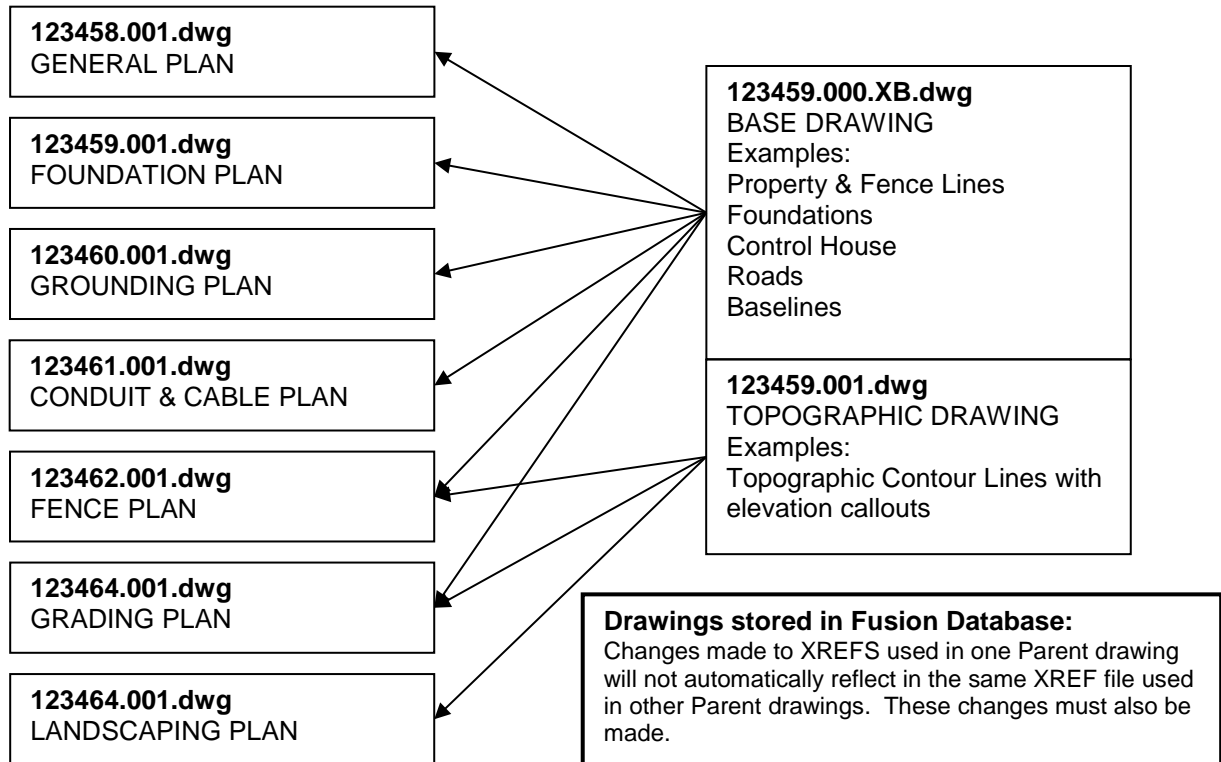 123458.001.dwg
GENERAL PLAN
123459.001.dwg
FOUNDATION PLAN
123460.001.dwg
GROUNDING PLAN
123461.001.dwg
CONDUIT & CABLE PLAN
123462.001.dwg
FENCE PLAN
123464.001.dwg
GRADING PLAN
123464.001.dwg
LANDSCAPING PLAN
123459.000.XB.dwg
BASE DRAWING
Examples:
Property & Fence Lines
Foundations
Control House
Roads
Baselines
123459.001.dwg
TOPOGRAPHIC DRAWING
Examples:
Topographic Contour Lines with
elevation callouts
Drawings stored in Fusion Database:
Changes made to XREFS used in one Parent drawing
will not automatically reflect in the same XREF file used
in other Parent drawings.  These changes must also be
made.